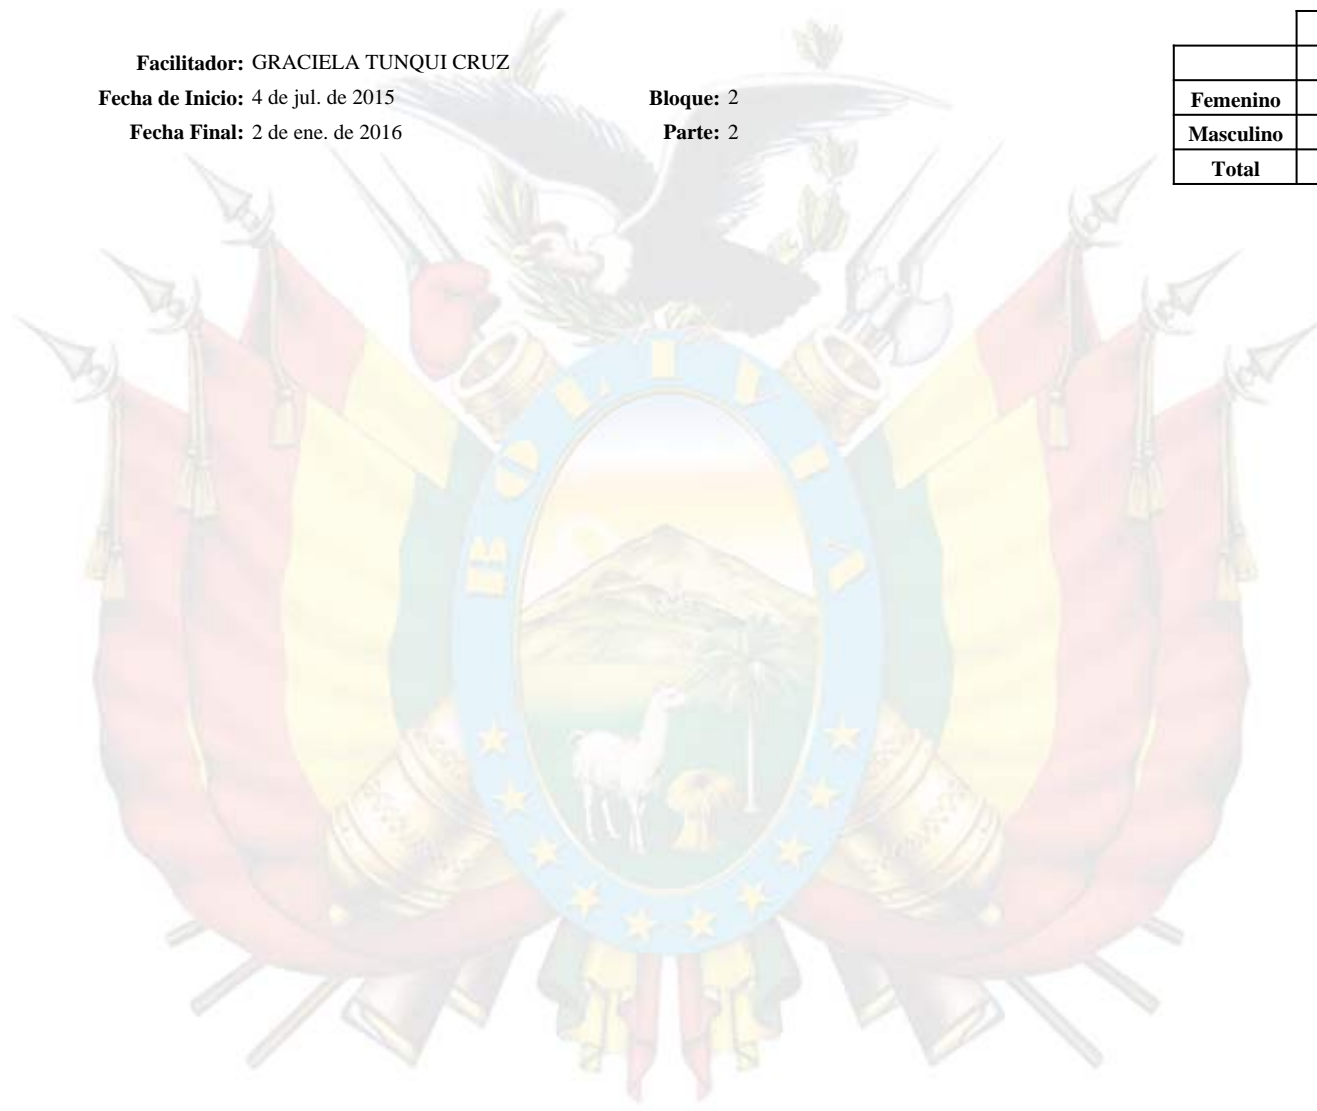 Facilitador: GRACIELA TUNQUI CRUZ
Fecha de Inicio: 4 de jul. de 2015 Bloque: 2
Fecha Final: 2 de ene. de 2016 Parte: 2
Femenino
Masculino
Total
BOLIVIA